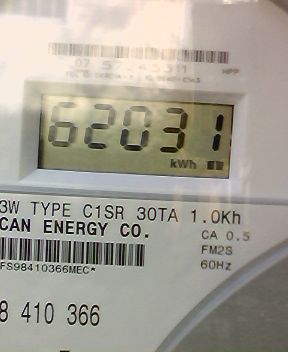 62031
kWh
3W TYPE C1SR 30TA 1.0Kh
CAN ENERGY CO.
CA 0.5
FM2S
60Hz
FS98410366MEC*
8 410 366